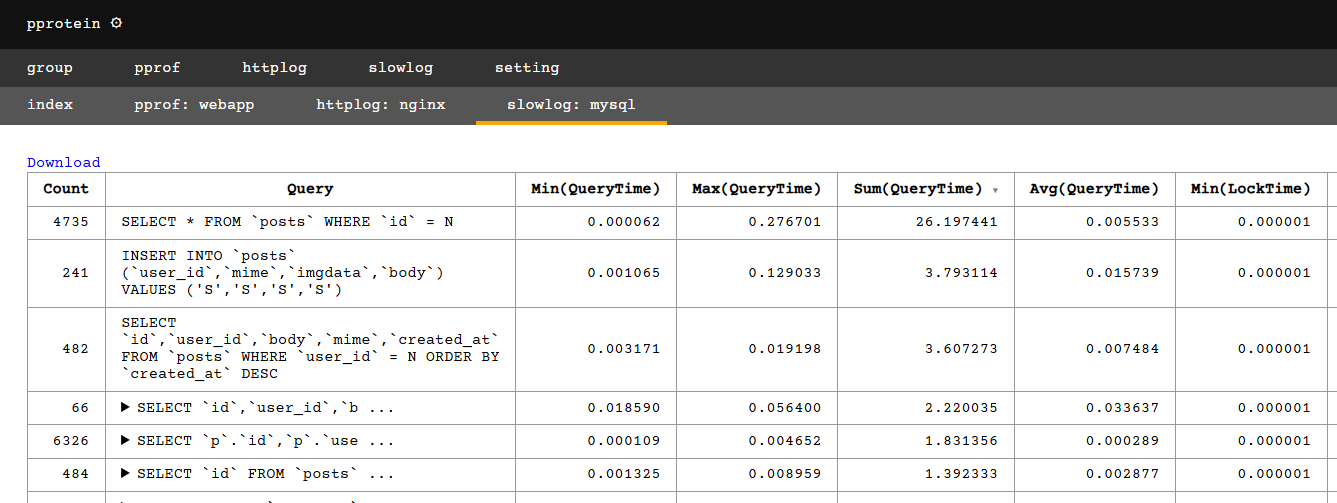 pprotein ⚙
group pprof httplog slowlog setting
index pprof: webapp httplog: nginx slowlog: mysql
Download
Count Query Min(QueryTime) Max(QueryTime) Sum(QueryTime) ▼ Avg(QueryTime) Min(LockTime)
4735 SELECT * FROM `posts` WHERE `id` = N 0.000062 0.276701 26.197441 0.005533 0.000001
INSERT INTO `posts`
241 (`user_id`,`mime`,`imgdata`,`body`) 0.001065 0.129033 3.793114 0.015739 0.000001
VALUES ('S','S','S','S')
SELECT
`id`,`user_id`,`body`,`mime`,`created_at`
482 FROM `posts` WHERE `user_id` = N ORDER BY 0.003171 0.019198 3.607273 0.007484 0.000001
`created_at` DESC
66 ▶ SELECT `id`,`user_id`,`b ... 0.018590 0.056400 2.220035 0.033637 0.000001
6326 ▶ SELECT `p`.`id`,`p`.`use ... 0.000109 0.004652 1.831356 0.000289 0.000001
484 ▶ SELECT `id` FROM `posts` ... 0.001325 0.008959 1.392333 0.002877 0.000001